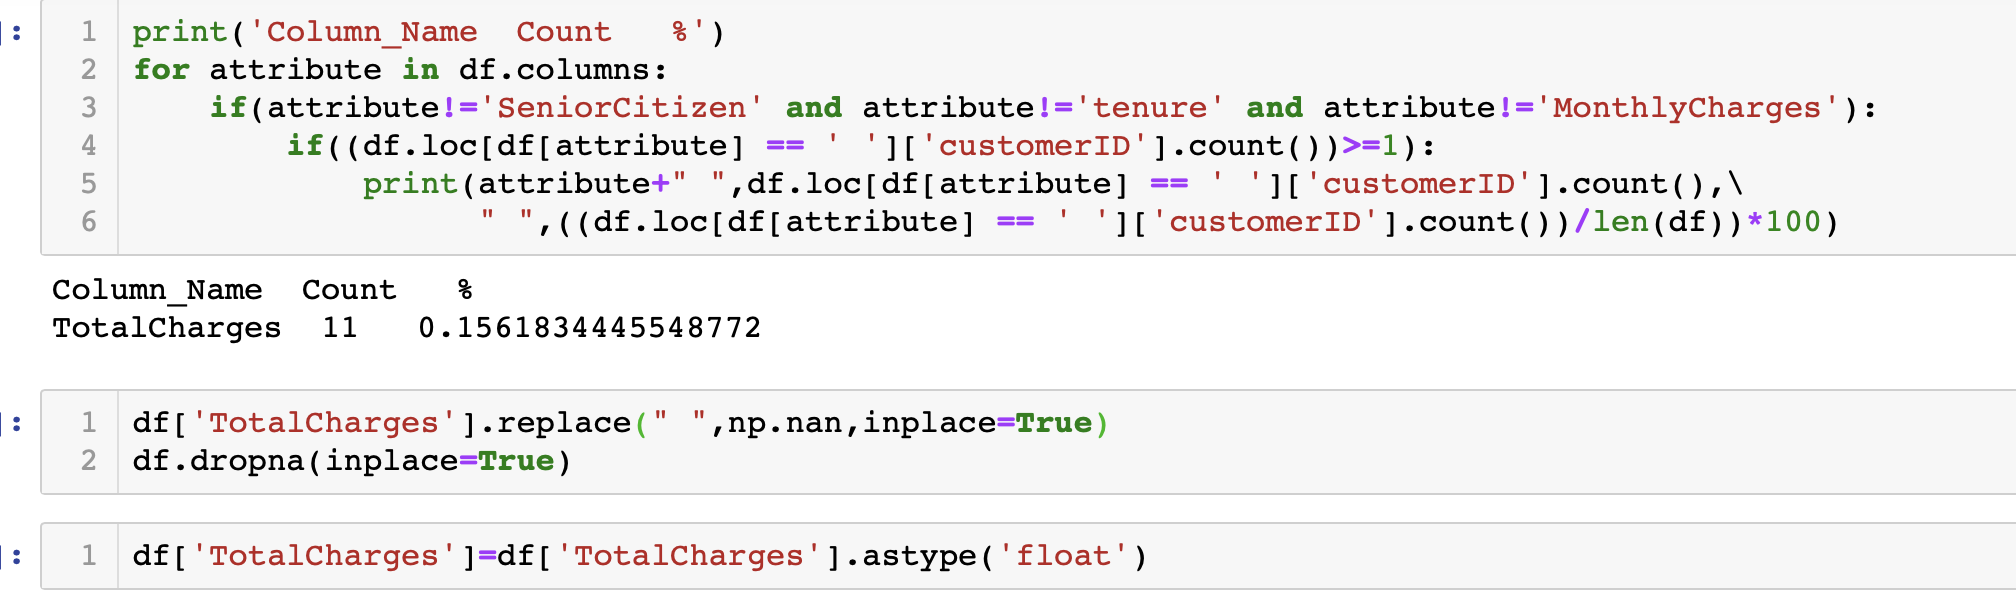 ]: 1 print('Column_Name  Count   %')
2 for attribute in df.columns:
3     if(attribute!='SeniorCitizen' and attribute!='tenure' and attribute!='MonthlyCharges'):
4         if((df.loc[df[attribute] == ' ']['customerID'].count())>=1):
5             print(attribute+" ",df.loc[df[attribute] == ' ']['customerID'].count(),\
6                   " ",((df.loc[df[attribute] == ' ']['customerID'].count())/len(df))*100)
Column_Name  Count   %
TotalCharges  11   0.1561834445548772
]: 1 df['TotalCharges'].replace(" ",np.nan,inplace=True)
2 df.dropna(inplace=True)
]: 1 df['TotalCharges']=df['TotalCharges'].astype('float')